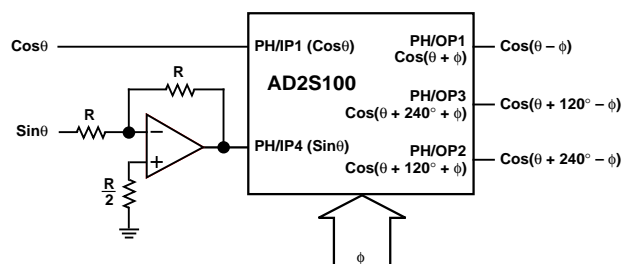 Cosθ
PH/IP1 (Cosθ)
PH/OP1
Cos(θ + ϕ)
Cos(θ – ϕ)
AD2S100
R
PH/OP3
Cos(θ + 240° + ϕ)
Cos(θ + 120° – ϕ)
R
Sinθ
–
+
PH/IP4 (Sinθ)
PH/OP2
Cos(θ + 120° + ϕ)
Cos(θ + 240° – ϕ)
R
2
ϕ